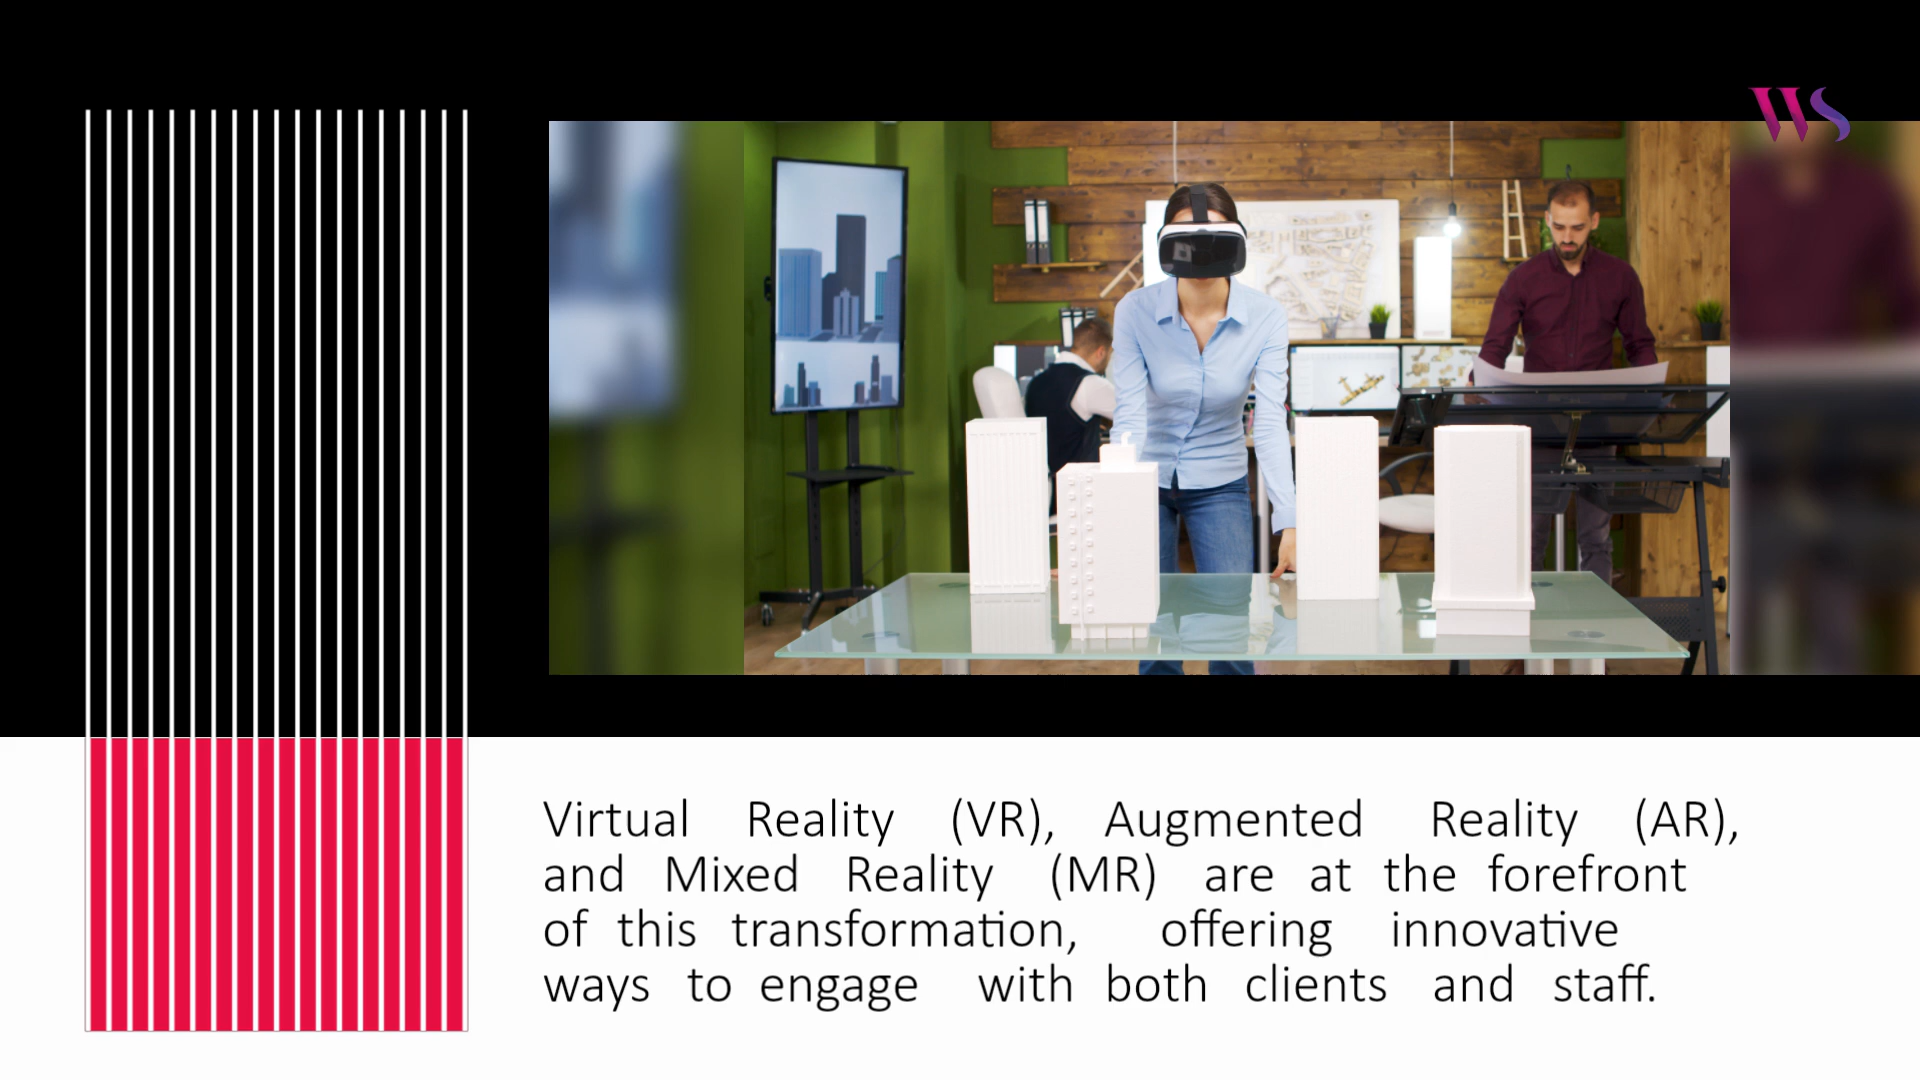 WS
Virtual Reality (VR), Augmented Reality (AR),
and Mixed Reality (MR) are at the forefront
of this transformation, offering innovative
ways to engage with both clients and staff.